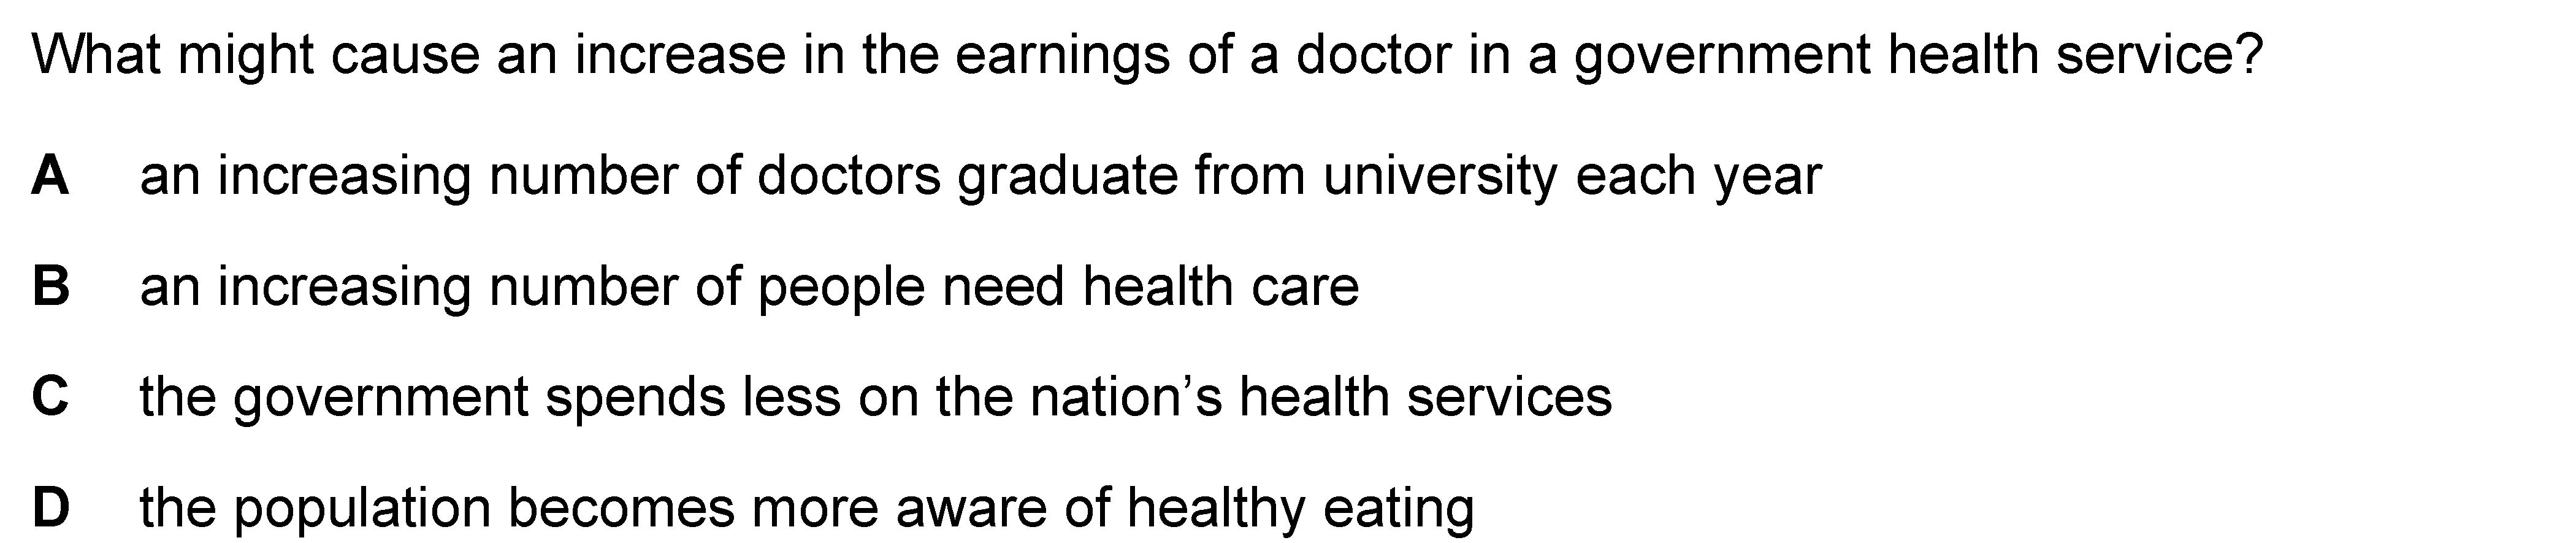 What might cause an increase in the earnings of a doctor in a government health service?
A an increasing number of doctors graduate from university each year
B an increasing number of people need health care
C the government spends less on the nation’s health services
D the population becomes more aware of healthy eating